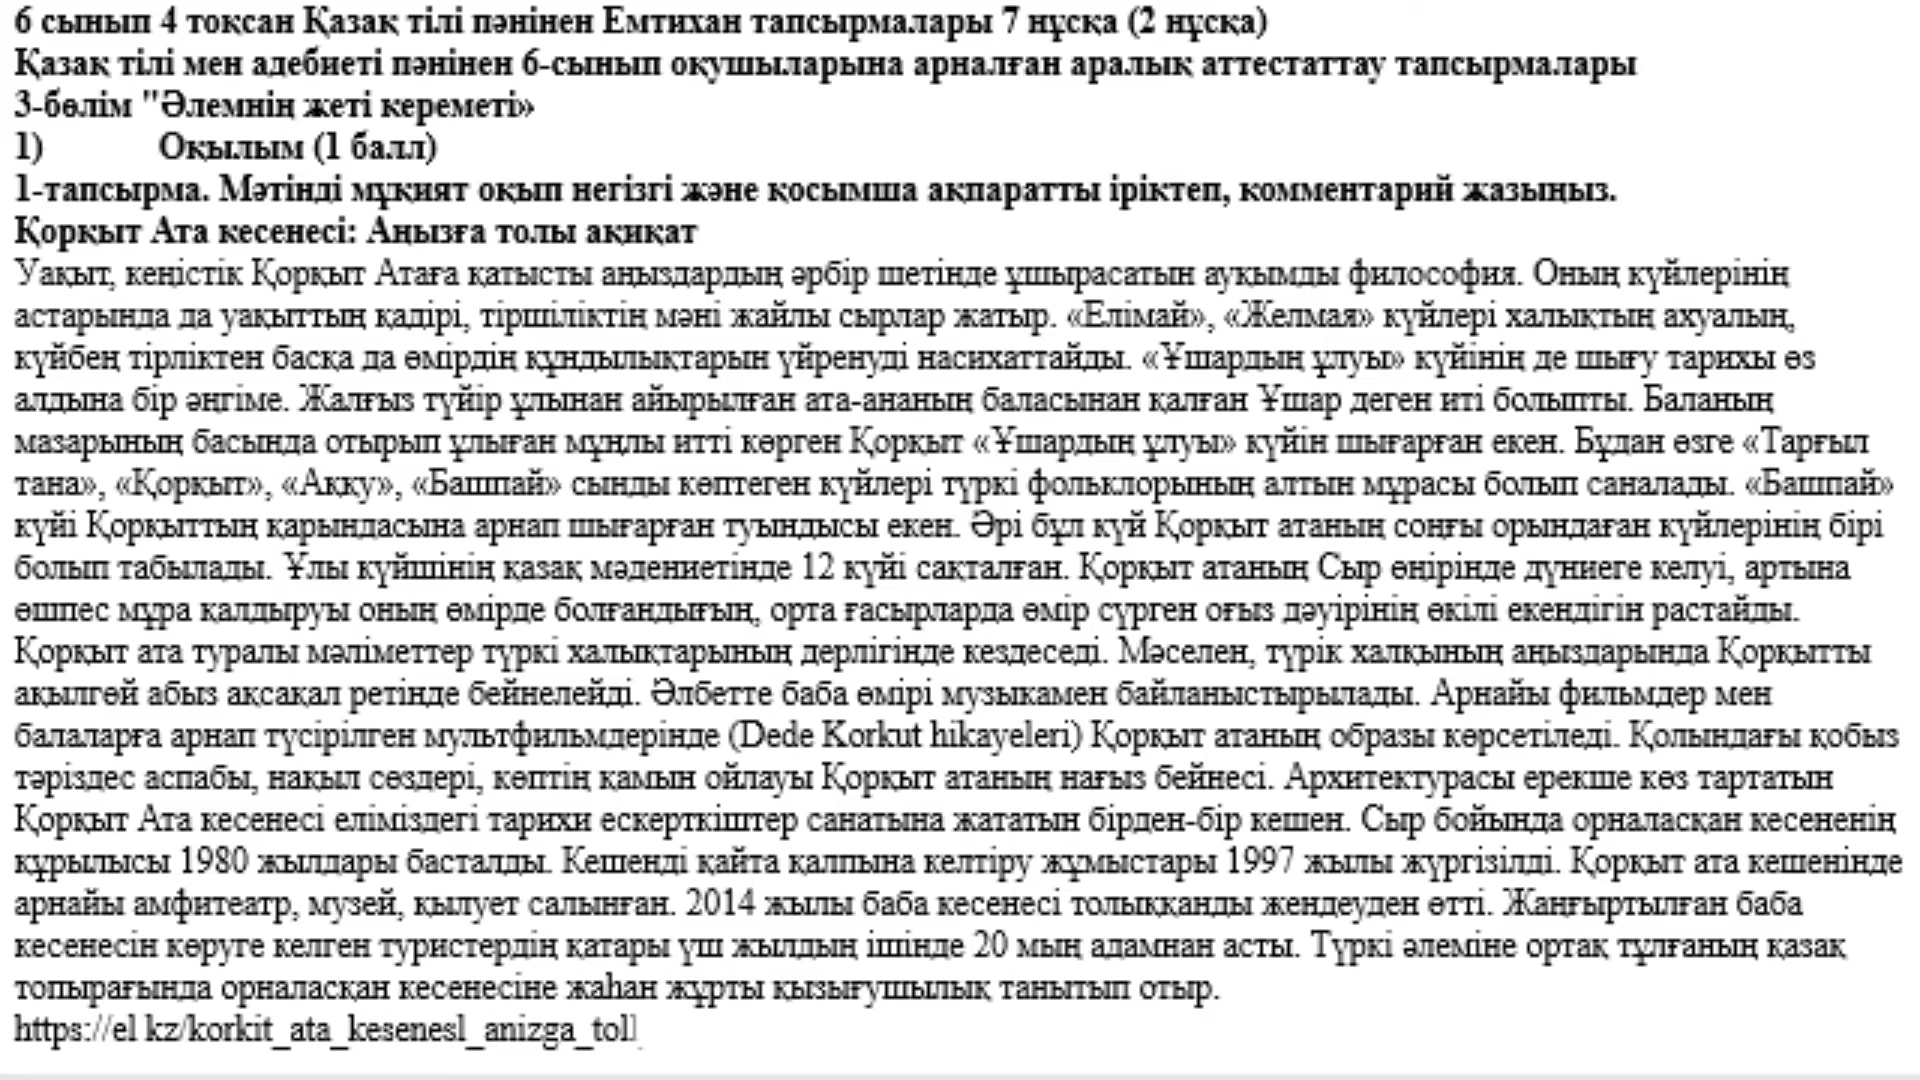 6 сынып 4 тоқсан Қазақ тілі пәнінен Емтихан тапсырмалары 7 нұсқа (2 нұсқа)
Қазақ тілі мен адебиеті пәнінен 6-сынып оқушыларына арналған аралық аттестаттау тапсырмалары
3-бөлім "Әлемнің жеті кереметі»
1) Оқылым (1 балл)
1-тапсырма. Мәтінді мұқият оқып негізгі және қосымша ақпаратты іріктеп, комментарий жазыңыз.
Қорқыт Ата кесенесі: Аңызға толы ақиқат
Уақыт, кеңістік Қорқыт Атаға қатысты аңыздардың әрбір шетінде ұшырасатын ауқымды философия. Оның күйлерінің
астарында да уақыттың қадірі, тіршіліктің мәні жайлы сырлар жатыр. «Елімай», «Желмая» күйлері халықтың ахуалың,
күйбең тірліктен басқа да өмірдің құндылықтарын үйренуді насихаттайды. «Ұшардың ұлуы» күйінің де шығу тарихы өз
алдына бір әңгіме. Жалғыз түйір ұлынан айырылған ата-ананың баласынан қалған Ұшар деген иті болыпты. Баланың
мазарының басында отырып ұлыған мұңлы итті көрген Қорқыт «Ұшардың ұлуы» күйін шығарған екен. Бұдан өзге «Тарғыл
тана», «Қорқыт», «Аққу», «Башпай» сынды көптеген күйлері түркі фольклорының алтын мұрасы болып саналады. «Башпай»
күйі Қорқыттың қарындасына арнап шығарған туындысы екен. Әрі бұл күй Қорқыт атаның соңғы орындаған күйлерінің бірі
болып табылады. Ұлы күйшінің қазақ мәдениетінде 12 күйі сақталған. Қорқыт атаның Сыр өңірінде дүниеге келуі, артына
өшпес мұра қалдыруы оның өмірде болғандығың, орта ғасырларда өмір сүрген оғыз дәуірінің өкілі екендігін растайды.
Қорқыт ата туралы мәліметтер түркі халықтарының дерлігінде кездеседі. Мәселен, түрік халқының аңыздарында Қорқытты
ақылгөй абыз ақсақал ретінде бейнелейді. Әлбетте баба өмірі музыкамен байланыстырылады. Арнайы фильмдер мен
балаларға арнап түсірілген мультфильмдерінде (Dede Korkut hikayeleri) Қорқыт атаның образы көрсетіледі. Қолындағы қобыз
тәріздес аспабы, нақыл сөздері, көптің қамын ойлауы Қорқыт атаның нағыз бейнесі. Архитектурасы ерекше көз тартатын
Қорқыт Ата кесенесі еліміздегі тарихи ескерткіштер санатына жататын бірден-бір кешен. Сыр бойында орналасқан кесененің
құрылысы 1980 жылдары басталды. Кешенді қайта қалпына келтіру жұмыстары 1997 жылы жүргізілді. Қорқыт ата кешенінде
арнайы амфитеатр, музей, қылует салынған. 2014 жылы баба кесенесі толыққанды жендеуден өтті. Жаңғыртылған баба
кесенесін көруге келген туристердің қатары үш жылдың ішінде 20 мың адамнан асты. Түркі әлеміне ортақ тұлғаның қазақ
топырағында орналасқан кесенесіне жаһан жұрты қызығушылық танытып отыр.
https://el kz/korkit_ata_kesenesl_anizga_toll